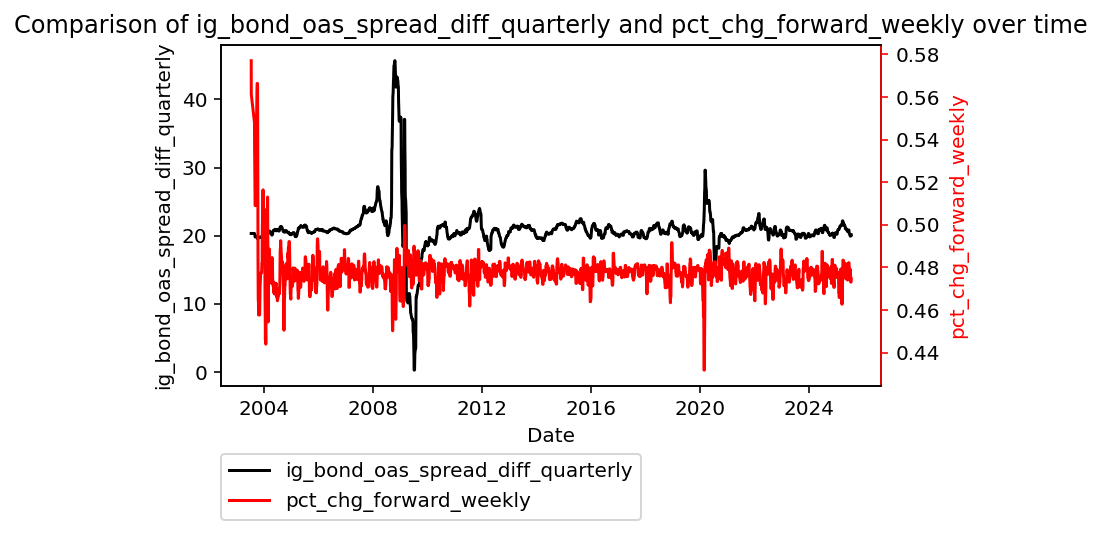 Comparison of ig_bond_oas_spread_diff_quarterly and pct_chg_forward_weekly over time
ig_bond_oas_spread_diff_quarterly
40
30
20
10
0
0.58
0.56
0.54
0.52
0.50
0.48
0.46
0.44
pct_chg_forward_weekly
2004 2008 2012 2016 2020 2024
Date
ig_bond_oas_spread_diff_quarterly
pct_chg_forward_weekly